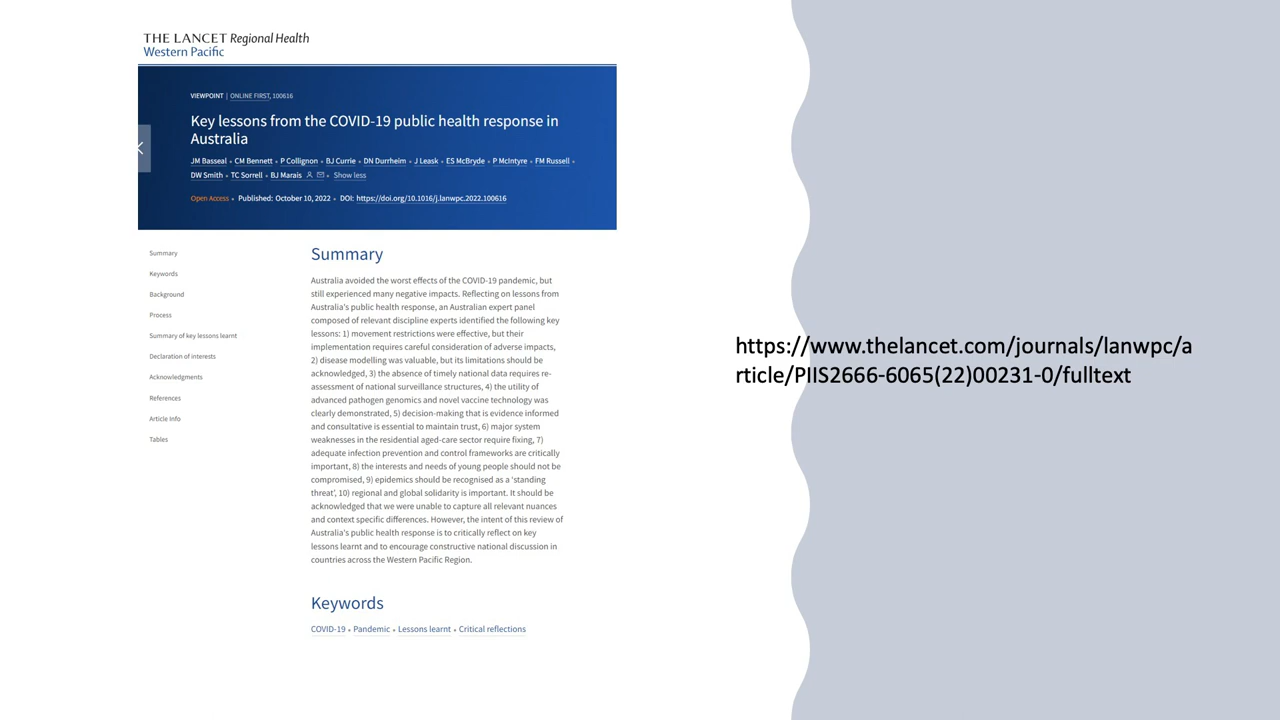 THE LANCET Regional Health
Western Pacific
VIEWPOINT | ONLINE FIRST, 100616
Key lessons from the COVID-19 public health response in
Australia
JM Basseal • CM Bennett • P Collignon • BJ Currie • DN Durrheim • J Leask • ES McBryde • P McIntyre • FM Russell •
DW Smith • TC Sorrell • BJ Marais • Show less
Open Access • Published: October 10, 2022 • DOI: https://doi.org/10.1016/j.lanwpc.2022.100616
Summary
Keywords
Background
Process
Summary of key lessons learnt
Declaration of interests
Acknowledgments
References
Article Info
Tables
Summary
Australia avoided the worst effects of the COVID-19 pandemic, but
still experienced many negative impacts. Reflecting on lessons from
Australia's public health response, an Australian expert panel
composed of relevant discipline experts identified the following key
lessons: 1) movement restrictions were effective, but their
implementation requires careful consideration of adverse impacts,
2) disease modelling was valuable, but its limitations should be
acknowledged, 3) the absence of timely national data requires re-
assessment of national surveillance structures, 4) the utility of
advanced pathogen genomics and novel vaccine technology was
clearly demonstrated, 5) decision-making that is evidence informed
and consultative is essential to maintain trust, 6) major system
weaknesses in the residential aged-care sector require fixing, 7)
adequate infection prevention and control frameworks are critically
important, 8) the interests and needs of young people should not be
compromised, 9) epidemics should be recognised as a ‘standing
threat’, 10) regional and global solidarity is important. It should be
acknowledged that we were unable to capture all relevant nuances
and context specific differences. However, the intent of this review of
Australia's public health response is to critically reflect on key
lessons learnt and to encourage constructive national discussion in
countries across the Western Pacific Region.
Keywords
COVID-19 • Pandemic • Lessons learnt • Critical reflections
https://www.thelancet.com/journals/lanwpc/a
rticle/PIIS2666-6065(22)00231-0/fulltext